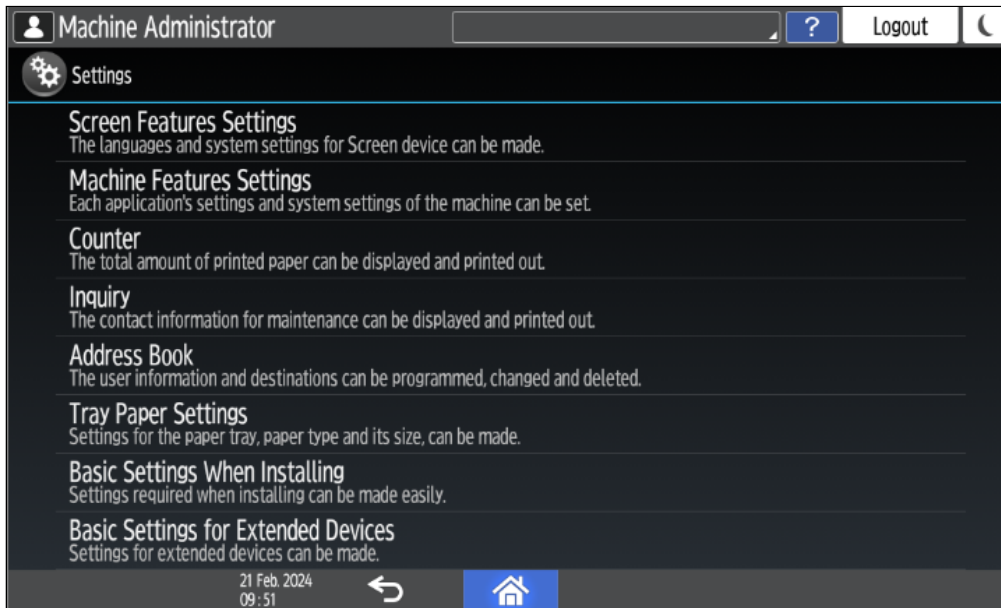 Machine Administrator
? Logout
Settings
Screen Features Settings
The languages and system settings for Screen device can be made.
Machine Features Settings
Each application's settings and system settings of the machine can be set.
Counter
The total amount of printed paper can be displayed and printed out.
Inquiry
The contact information for maintenance can be displayed and printed out.
Address Book
The user information and destinations can be programmed, changed and deleted.
Tray Paper Settings
Settings for the paper tray, paper type and its size, can be made.
Basic Settings When Installing
Settings required when installing can be made easily.
Basic Settings for Extended Devices
Settings for extended devices can be made.
21 Feb. 2024
09:51